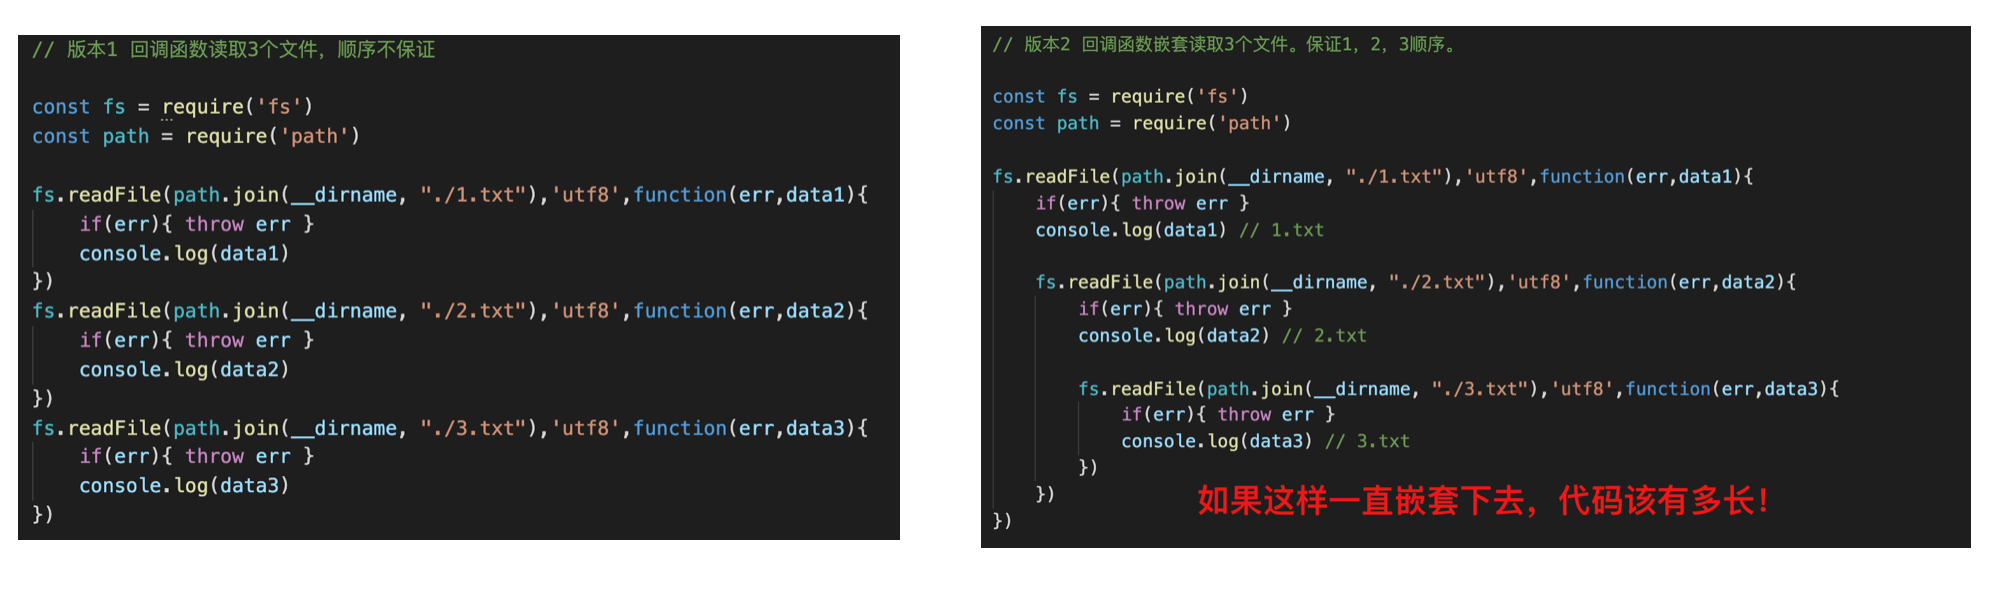 // 版本1 回调函数读取3个文件，顺序不保证
const fs = require('fs')
const path = require('path')
fs.readFile(path.join(__dirname, "./1.txt"),'utf8',function(err,data1){
    if(err){ throw err }
    console.log(data1)
})
fs.readFile(path.join(__dirname, "./2.txt"),'utf8',function(err,data2){
    if(err){ throw err }
    console.log(data2)
})
fs.readFile(path.join(__dirname, "./3.txt"),'utf8',function(err,data3){
    if(err){ throw err }
    console.log(data3)
})
// 版本2 回调函数嵌套读取3个文件。保证1，2，3顺序。
const fs = require('fs')
const path = require('path')
fs.readFile(path.join(__dirname, "./1.txt"),'utf8',function(err,data1){
    if(err){ throw err }
    console.log(data1) // 1.txt
    fs.readFile(path.join(__dirname, "./2.txt"),'utf8',function(err,data2){
        if(err){ throw err }
        console.log(data2) // 2.txt
        fs.readFile(path.join(__dirname, "./3.txt"),'utf8',function(err,data3){
            if(err){ throw err }
            console.log(data3) // 3.txt
        })
    })
如果这样一直嵌套下去，代码该有多长！
})